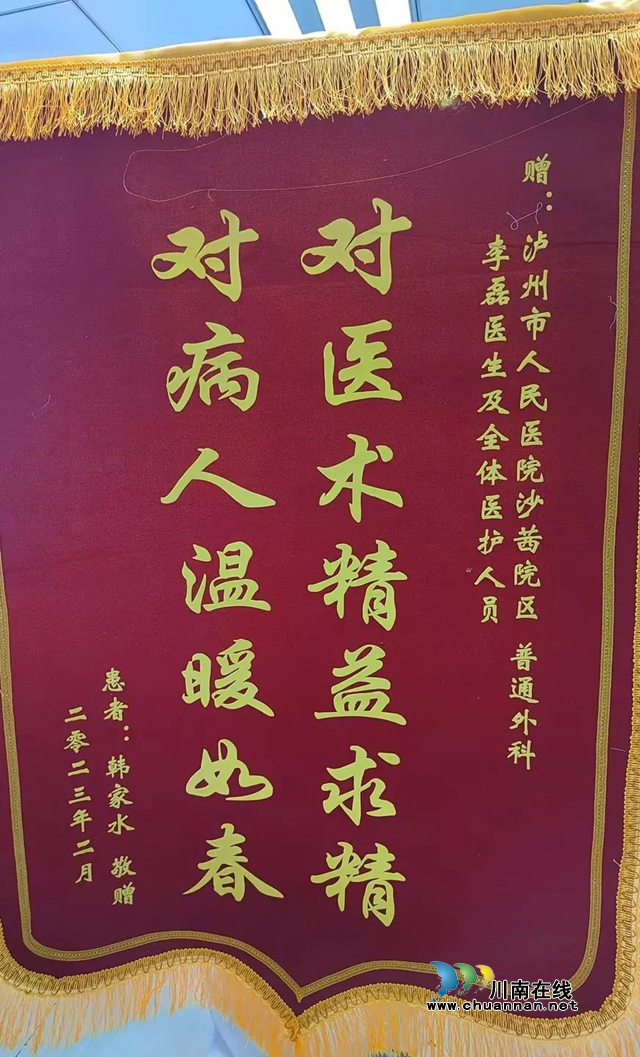 赠：泸州市人民医院沙茜院区 普通外科
李磊医生及全体医护人员
对医术精益求精
对病人温暖如春
患者：韩家水 敬赠
二零二三年二月
川南在线
www.chuannan.net